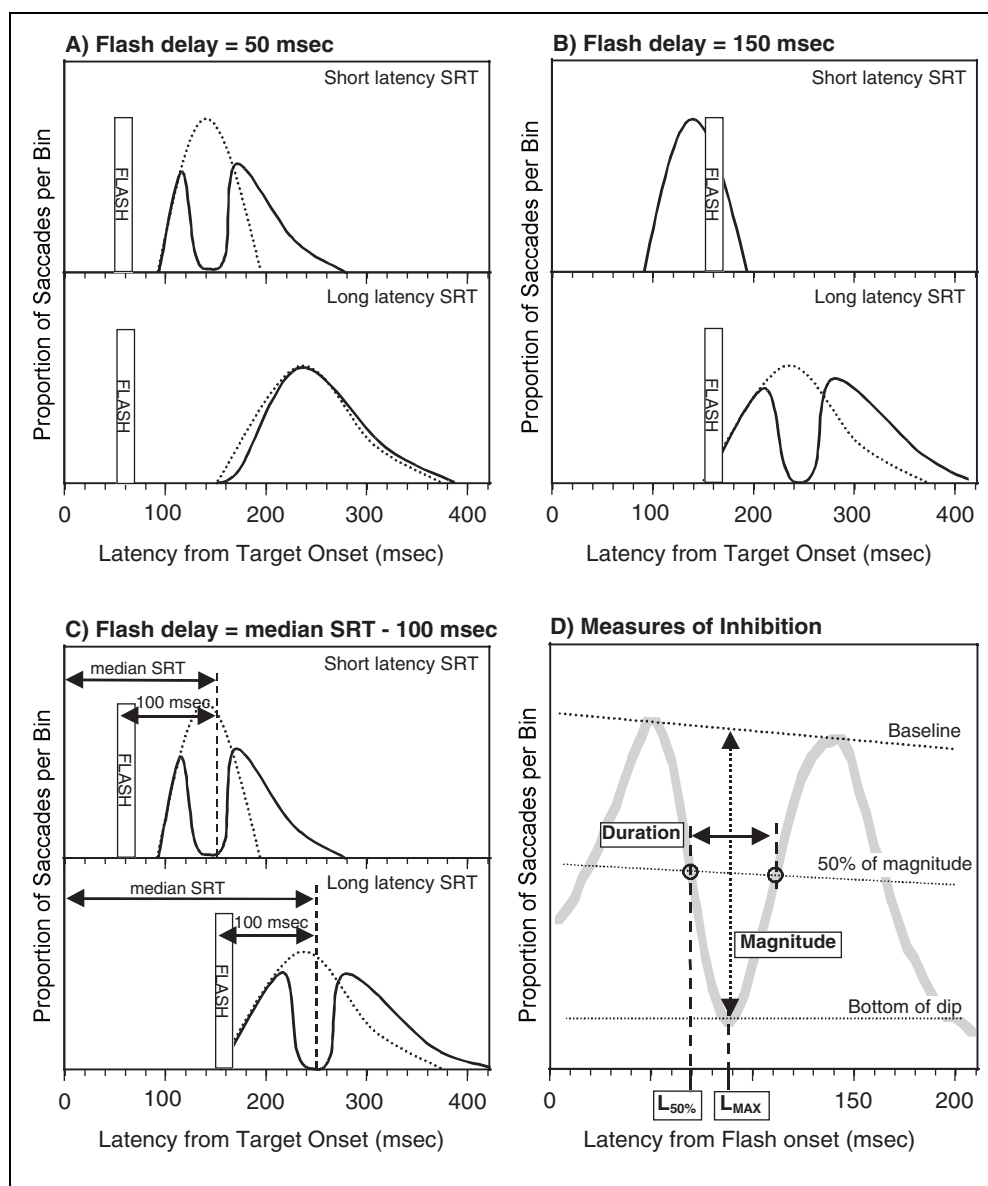 A) Flash delay = 50 msec
Short latency SRT
FLASH
Long latency SRT
FLASH
Proportion of Saccades per Bin
0 100 200 300 400
Latency from Target Onset (msec)
B) Flash delay = 150 msec
Short latency SRT
FLASH
Long latency SRT
FLASH
Proportion of Saccades per Bin
0 100 200 300 400
Latency from Target Onset (msec)
C) Flash delay = median SRT - 100 msec
Short latency SRT
median SRT
100 msec
FLASH
Long latency SRT
median SRT
100 msec
FLASH
Proportion of Saccades per Bin
0 100 200 300 400
Latency from Target Onset (msec)
D) Measures of Inhibition
Baseline
Duration
50% of magnitude
Magnitude
Bottom of dip
Proportion of Saccades per Bin
0 L50% LMAX 150 200
Latency from Flash onset (msec)